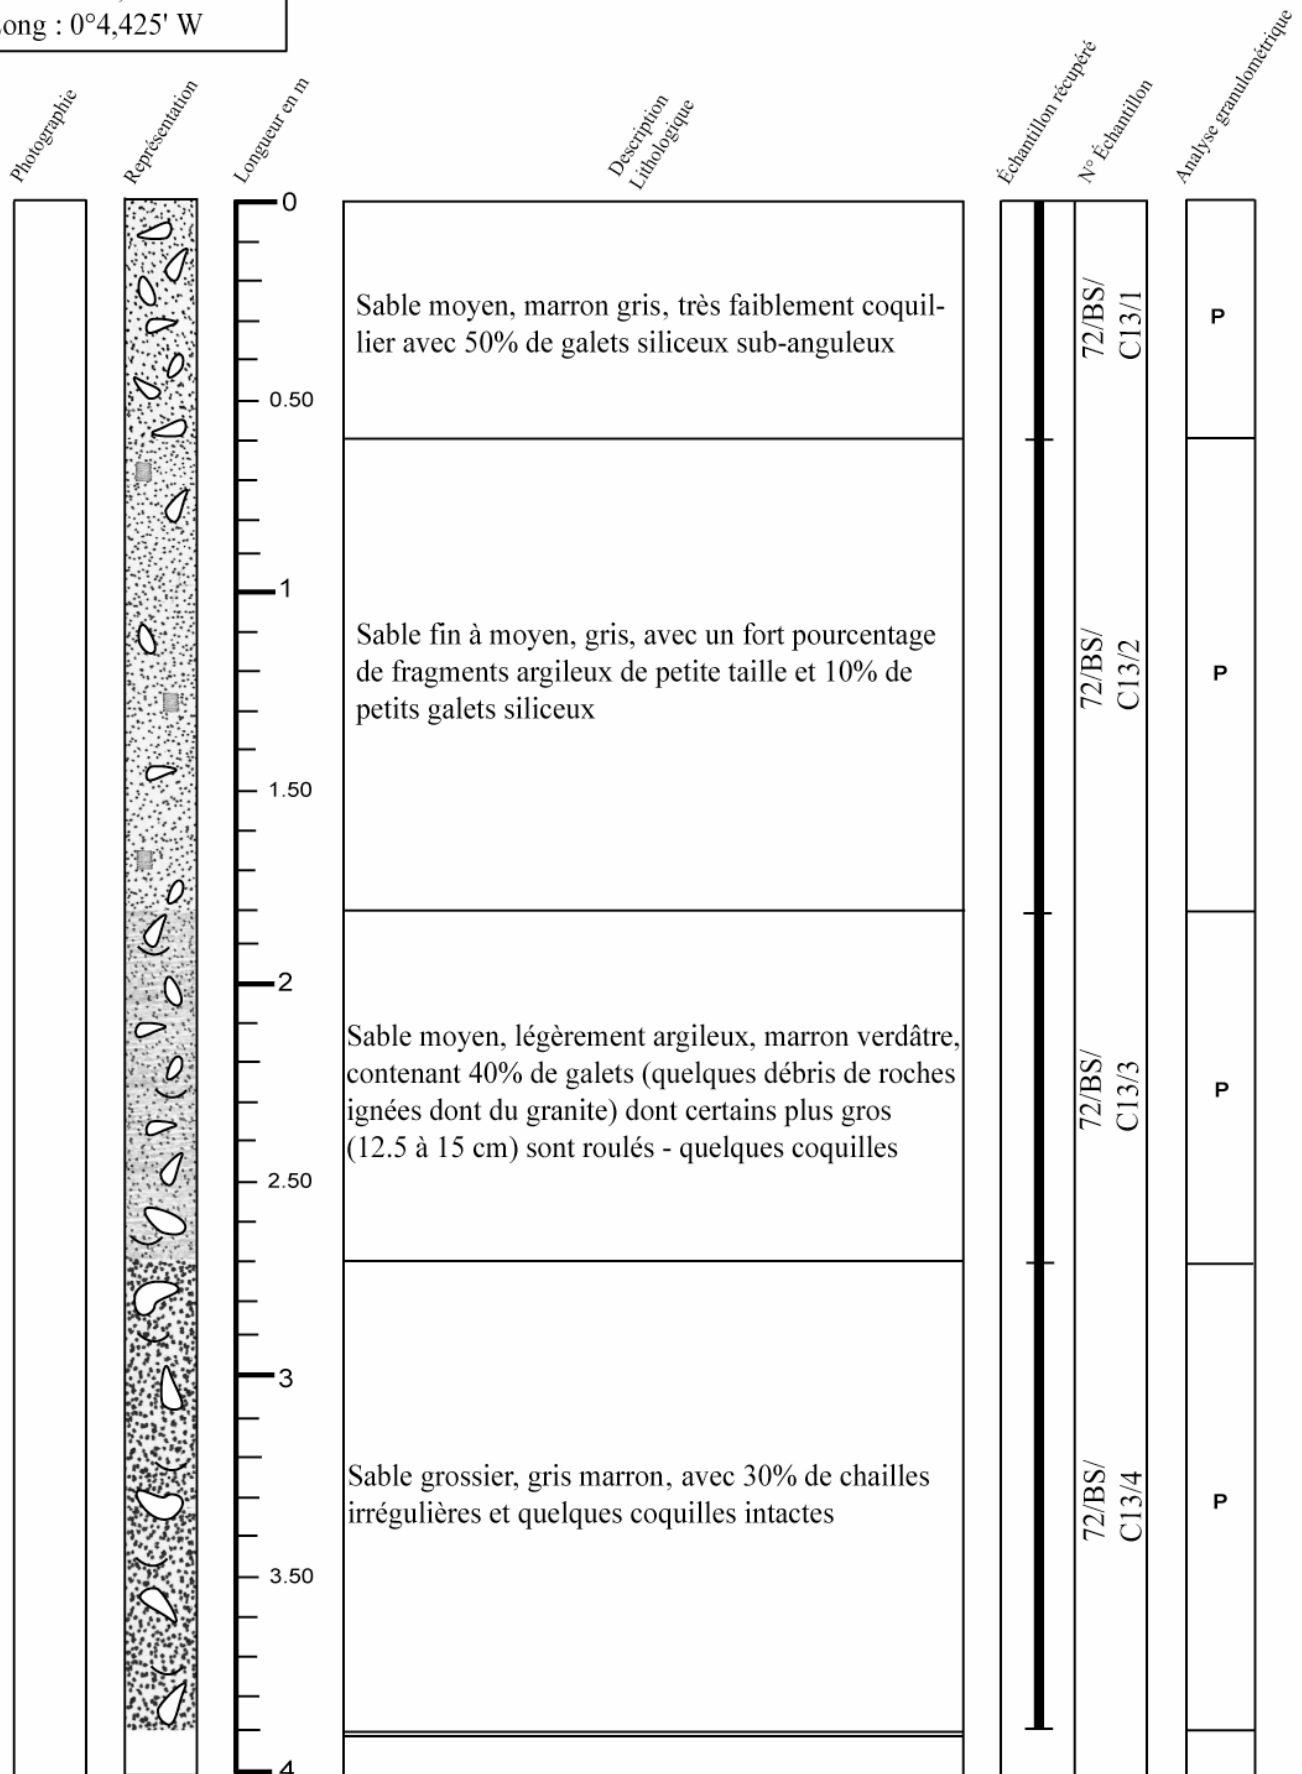 Long : 0°4,425' W
Photographie
Représentation
Longueur en m
Description
Lithologique
Échantillon récupéré
N° Échantillon
Analyse granulométrique
0
Sable moyen, marron gris, très faiblement coquil-
lier avec 50% de galets siliceux sub-anguleux
72/BS/
C13/1
P
0.50
1
Sable fin à moyen, gris, avec un fort pourcentage
de fragments argileux de petite taille et 10% de
petits galets siliceux
72/BS/
C13/2
P
1.50
2
Sable moyen, légèrement argileux, marron verdâtre,
contenant 40% de galets (quelques débris de roches
ignées dont du granite) dont certains plus gros
(12.5 à 15 cm) sont roulés - quelques coquilles
72/BS/
C13/3
P
2.50
3
Sable grossier, gris marron, avec 30% de chailles
irrégulières et quelques coquilles intactes
72/BS/
C13/4
P
3.50
4